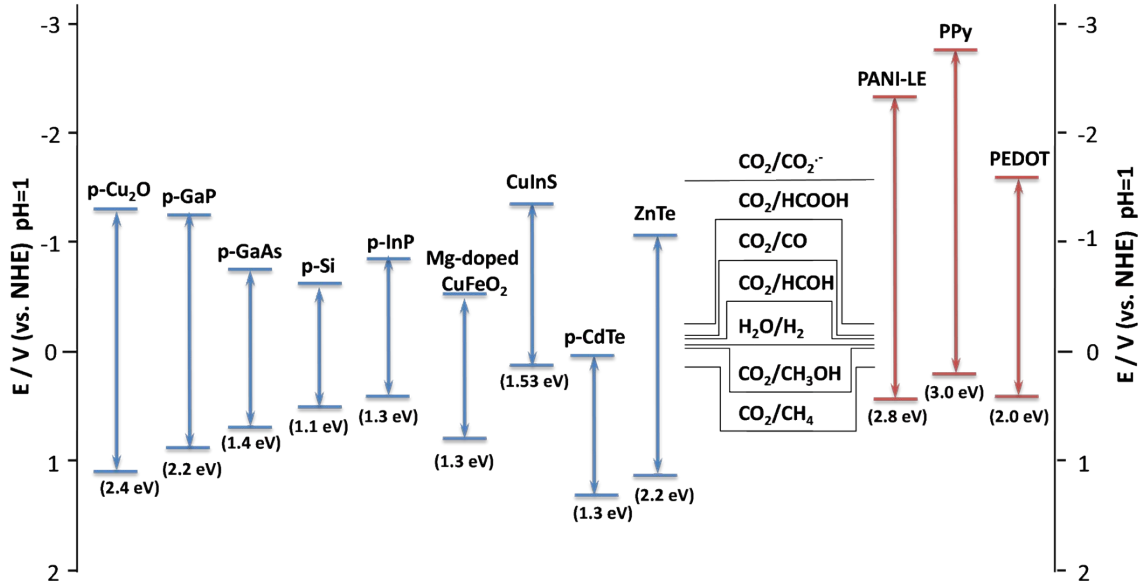 -3
-2
-1
0
1
2
E / V (vs. NHE) pH=1
p-Cu₂O
(2.4 eV)
p-GaP
(2.2 eV)
p-GaAs
(1.4 eV)
p-Si
(1.1 eV)
p-InP
(1.3 eV)
Mg-doped
CuFeO₂
(1.3 eV)
CuInS
(1.53 eV)
p-CdTe
(1.3 eV)
ZnTe
(2.2 eV)
CO₂/CO₂·⁻
CO₂/HCOOH
CO₂/CO
CO₂/HCOH
H₂O/H₂
CO₂/CH₃OH
CO₂/CH₄
PANI-LE
(2.8 eV)
PPy
(3.0 eV)
PEDOT
(2.0 eV)
-3
-2
-1
0
1
2
E / V (vs. NHE) pH=1